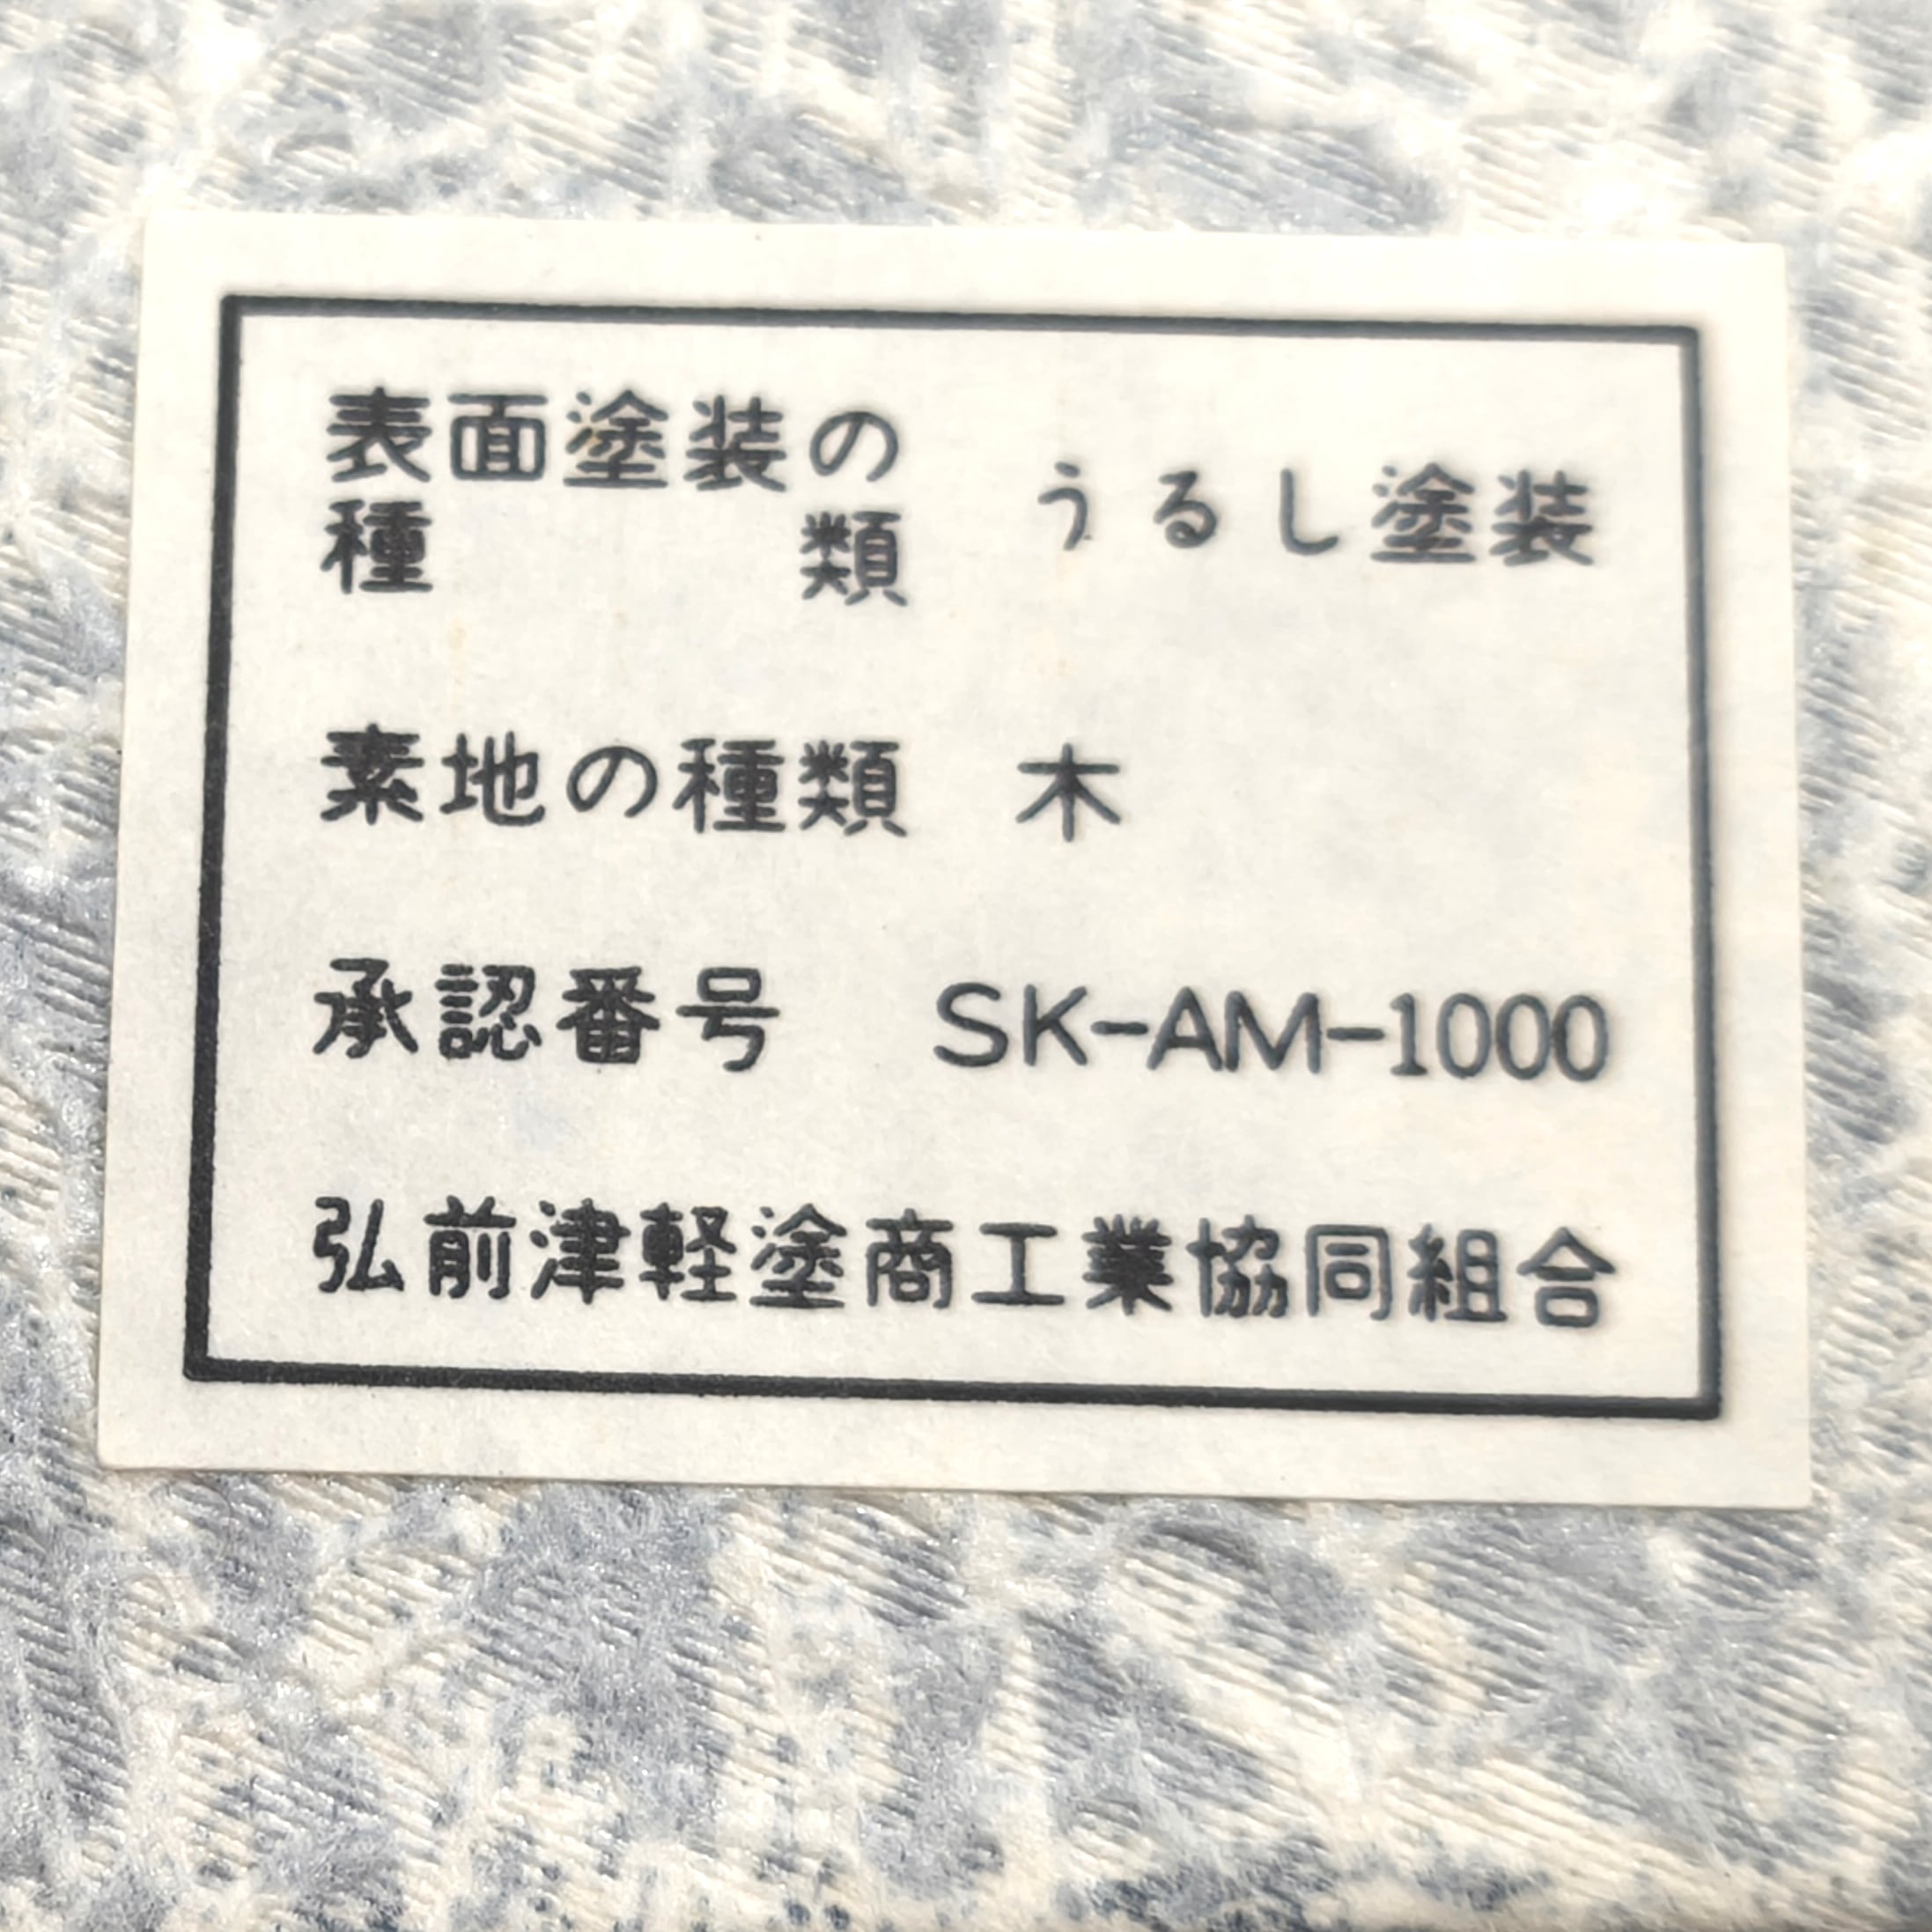 表面塗装の
種類 うるし塗装
素地の種類 木
承認番号 SK-AM-1000
弘前津軽塗商工業協同組合